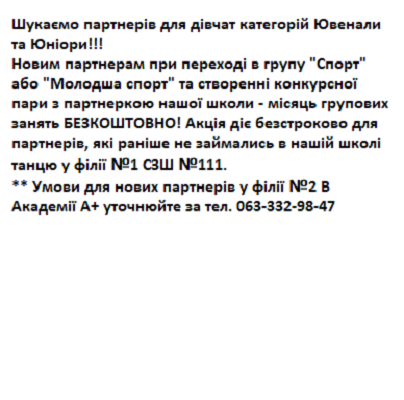 Шукаємо партнерів для дівчат категорій Ювенали
та Юніори!!!
Новим партнерам при переході в групу "Спорт"
або "Молодша спорт" та створенні конкурсної
пари з партнеркою нашої школи - місяць групових
занять БЕЗКОШТОВНО! Акція діє безстроково для
партнерів, які раніше не займались в нашій школі
танцю у філії №1 СЗШ №111.
** Умови для нових партнерів у філії №2 В
Академії А+ уточнюйте за тел. 063-332-98-47